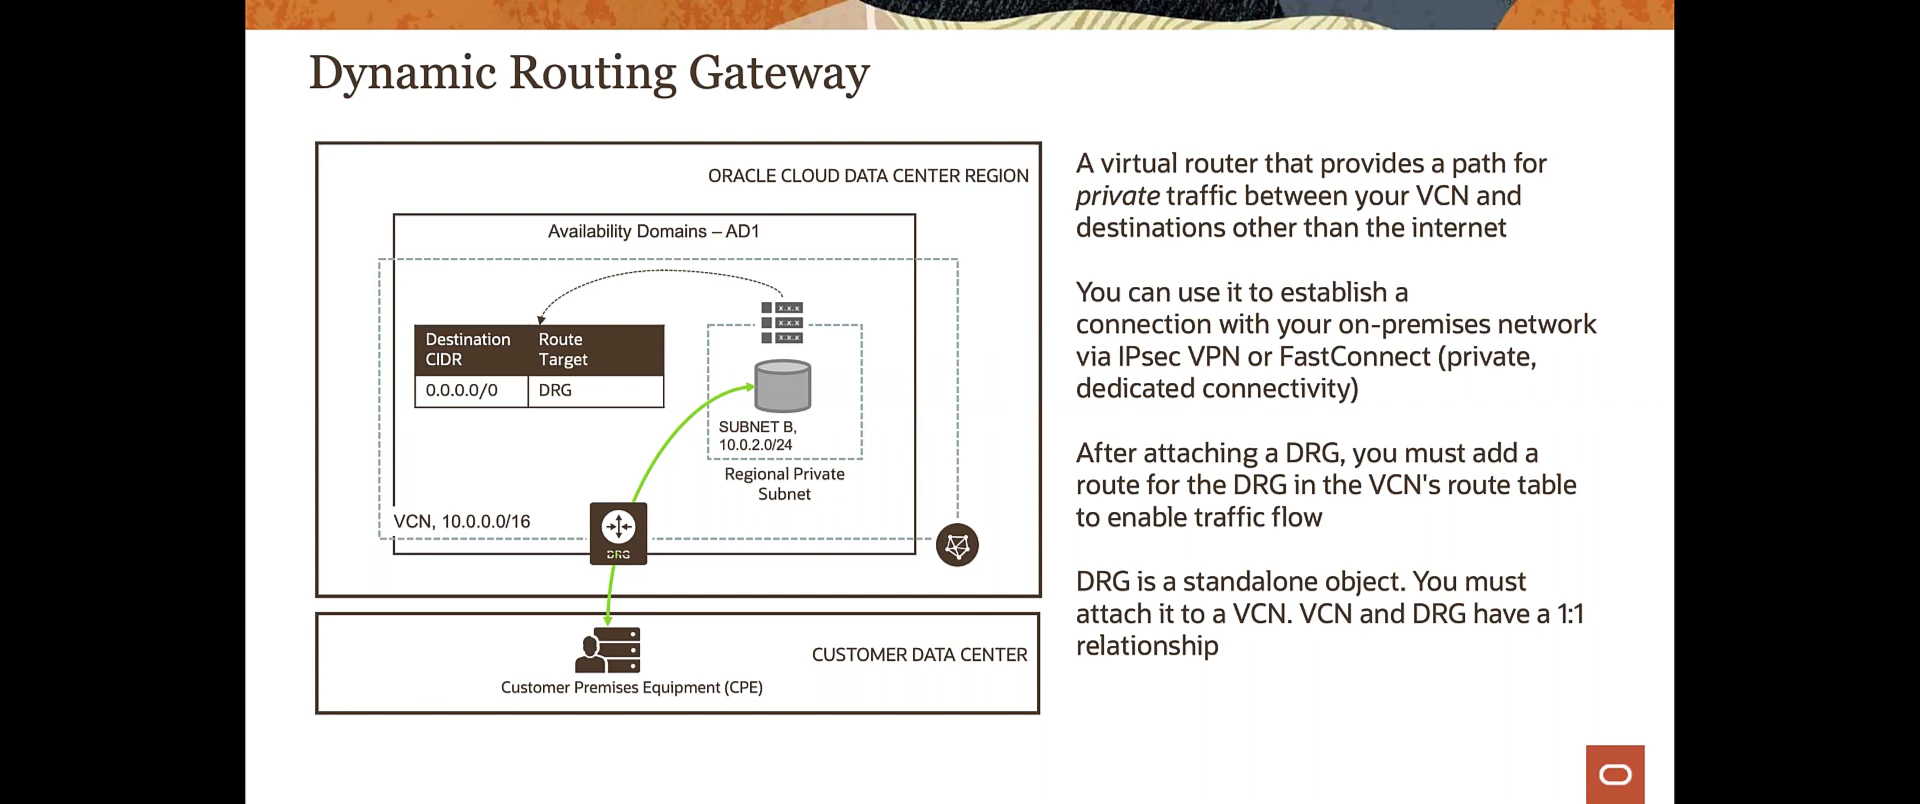 Dynamic Routing Gateway
ORACLE CLOUD DATA CENTER REGION
Availability Domains – AD1
Destination CIDR
Route Target
0.0.0.0/0
DRG
x.x.x
x.x.x
x.x.x
SUBNET B,
10.0.2.0/24
Regional Private
Subnet
VCN, 10.0.0.0/16
DRG
CUSTOMER DATA CENTER
Customer Premises Equipment (CPE)
A virtual router that provides a path for
private traffic between your VCN and
destinations other than the internet
You can use it to establish a
connection with your on-premises network
via IPsec VPN or FastConnect (private,
dedicated connectivity)
After attaching a DRG, you must add a
route for the DRG in the VCN's route table
to enable traffic flow
DRG is a standalone object. You must
attach it to a VCN. VCN and DRG have a 1:1
relationship